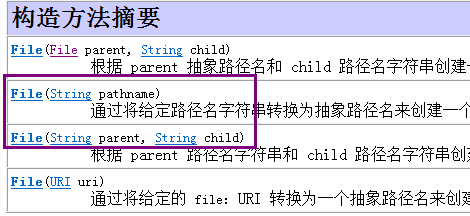 构造方法摘要
File(File parent, String child)
根据 parent 抽象路径名和 child 路径名字符串创建一
File(String pathname)
通过将给定路径名字符串转换为抽象路径名来创建一个
File(String parent, String child)
根据 parent 路径名字符串和 child 路径名字符串创
File(URI uri)
通过将给定的 file: URI 转换为一个抽象路径名来创建